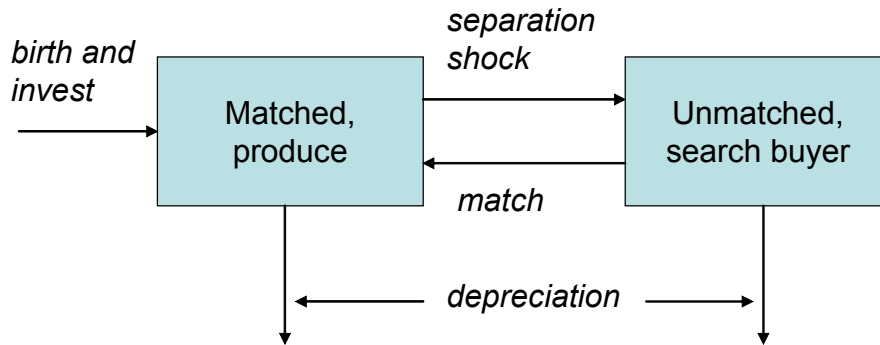 birth and
invest
Matched,
produce
separation
shock
match
Unmatched,
search buyer
depreciation